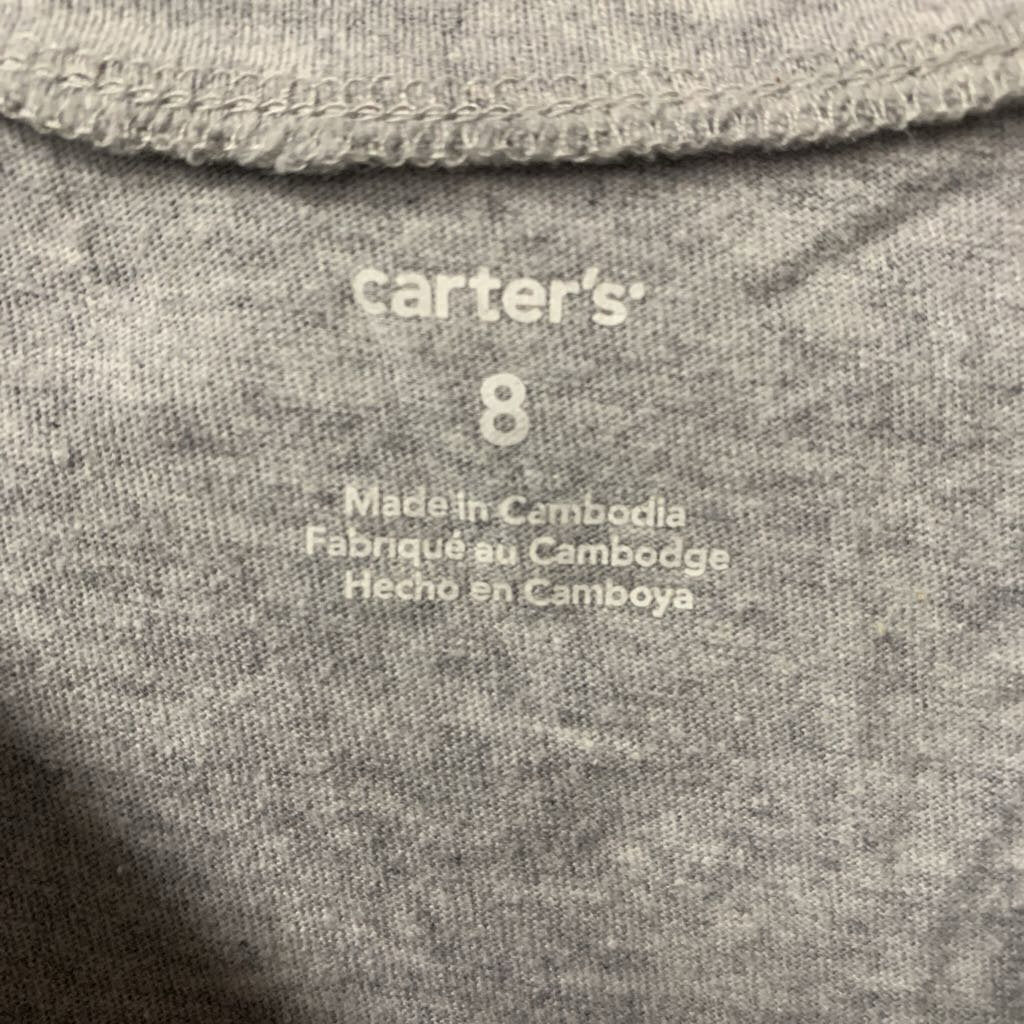 carter's
8
Made in Cambodia
Fabriqué au Cambodge
Hecho en Camboya